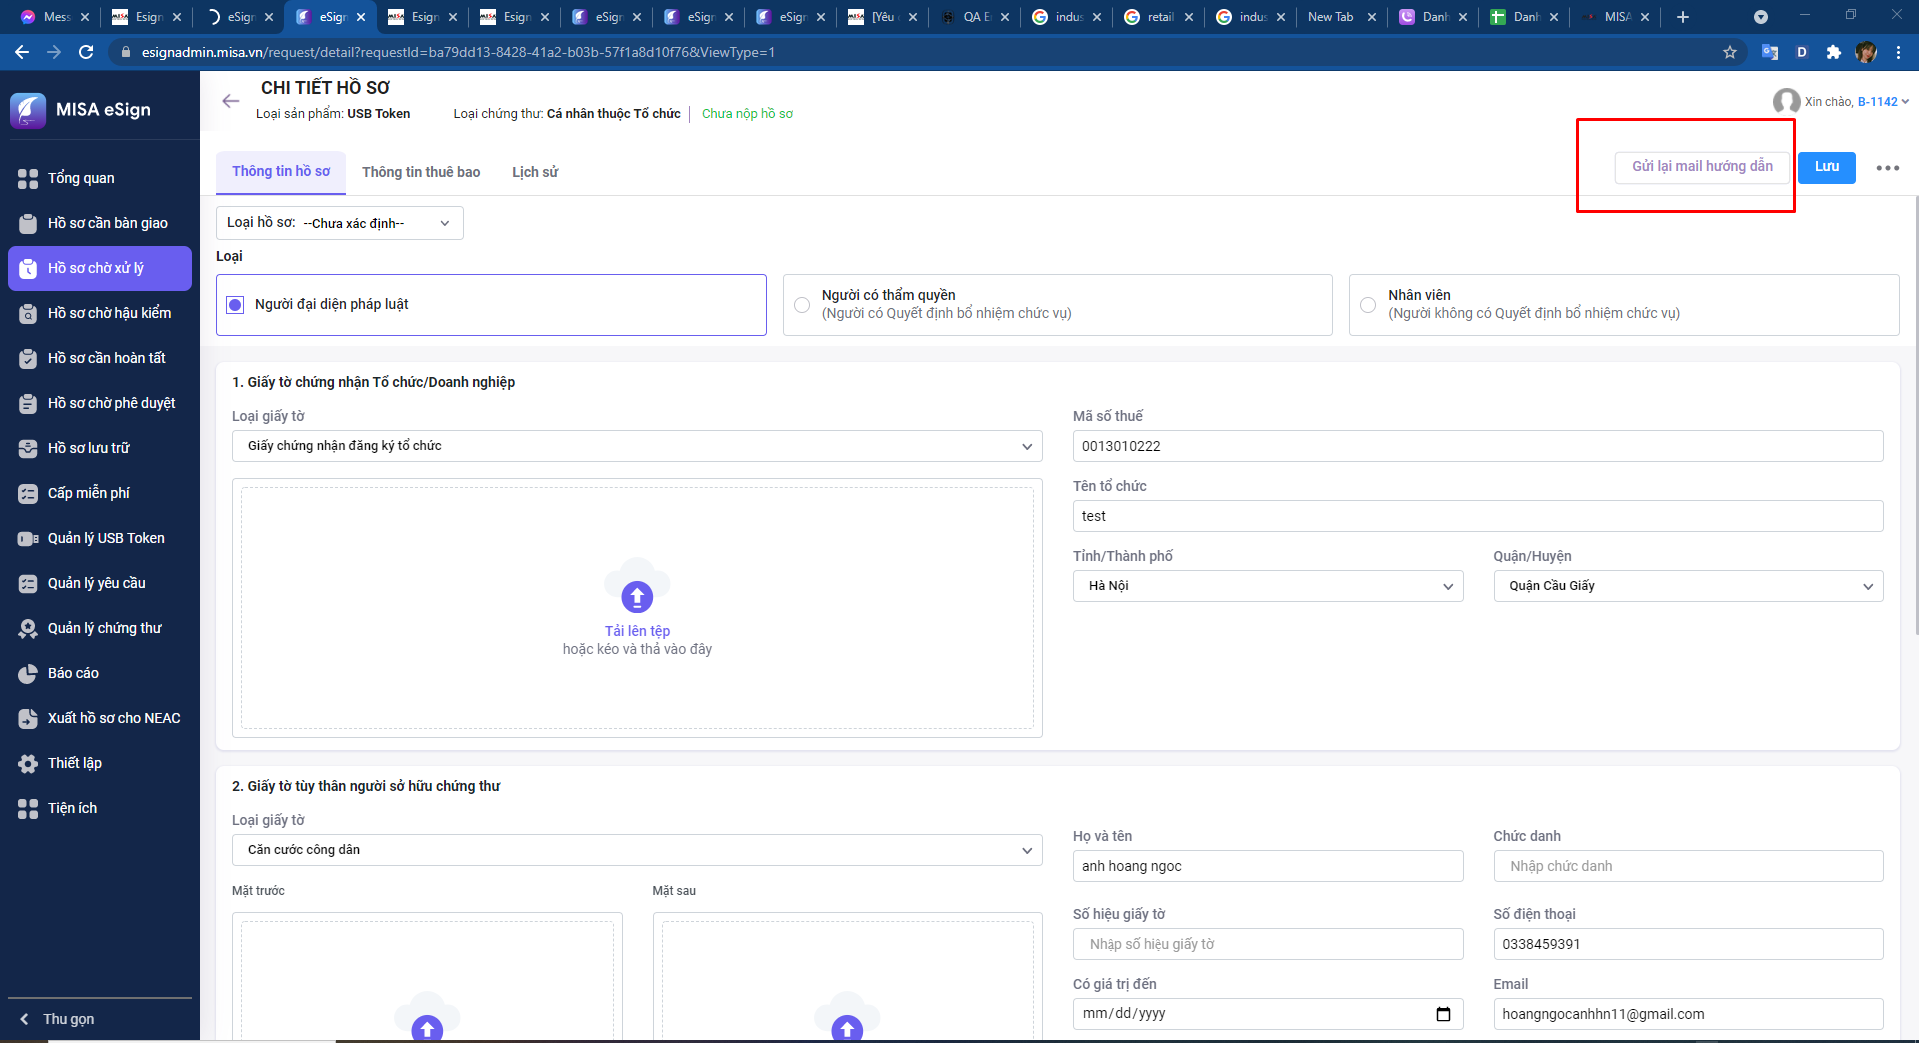 Mess
Esign
eSign
eSign
Esign
Esign
eSign
eSign
eSign
[Yêu
QA E
indus
retail
indus
New Tab
Danh
Danh
MISA
esignadmin.misa.vn/request/detail?requestId=ba79dd13-8428-41a2-b03b-57f1a8d10f76&ViewType=1
MISA eSign
CHI TIẾT HỒ SƠ
Loại sản phẩm: USB Token
Loại chứng thư: Cá nhân thuộc Tổ chức
Chưa nộp hồ sơ
Xin chào, B-1142
Thông tin hồ sơ
Thông tin thuê bao
Lịch sử
Gửi lại mail hướng dẫn
Lưu
Tổng quan
Hồ sơ cần bàn giao
Hồ sơ chờ xử lý
Hồ sơ chờ hậu kiểm
Hồ sơ cần hoàn tất
Hồ sơ chờ phê duyệt
Hồ sơ lưu trữ
Cấp miễn phí
Quản lý USB Token
Quản lý yêu cầu
Quản lý chứng thư
Báo cáo
Xuất hồ sơ cho NEAC
Thiết lập
Tiện ích
Thu gọn
Loại hồ sơ: --Chưa xác định--
Loại
Người đại diện pháp luật
Người có thẩm quyền
(Người có Quyết định bổ nhiệm chức vụ)
Nhân viên
(Người không có Quyết định bổ nhiệm chức vụ)
1. Giấy tờ chứng nhận Tổ chức/Doanh nghiệp
Loại giấy tờ
Giấy chứng nhận đăng ký tổ chức
Tải lên tệp
hoặc kéo và thả vào đây
Mã số thuế
0013010222
Tên tổ chức
test
Tỉnh/Thành phố
Hà Nội
Quận/Huyện
Quận Cầu Giấy
2. Giấy tờ tùy thân người sở hữu chứng thư
Loại giấy tờ
Căn cước công dân
Mặt trước
Mặt sau
Họ và tên
anh hoang ngoc
Chức danh
Nhập chức danh
Số hiệu giấy tờ
Nhập số hiệu giấy tờ
Số điện thoại
0338459391
Có giá trị đến
mm/dd/yyyy
Email
hoangngocanhhn11@gmail.com